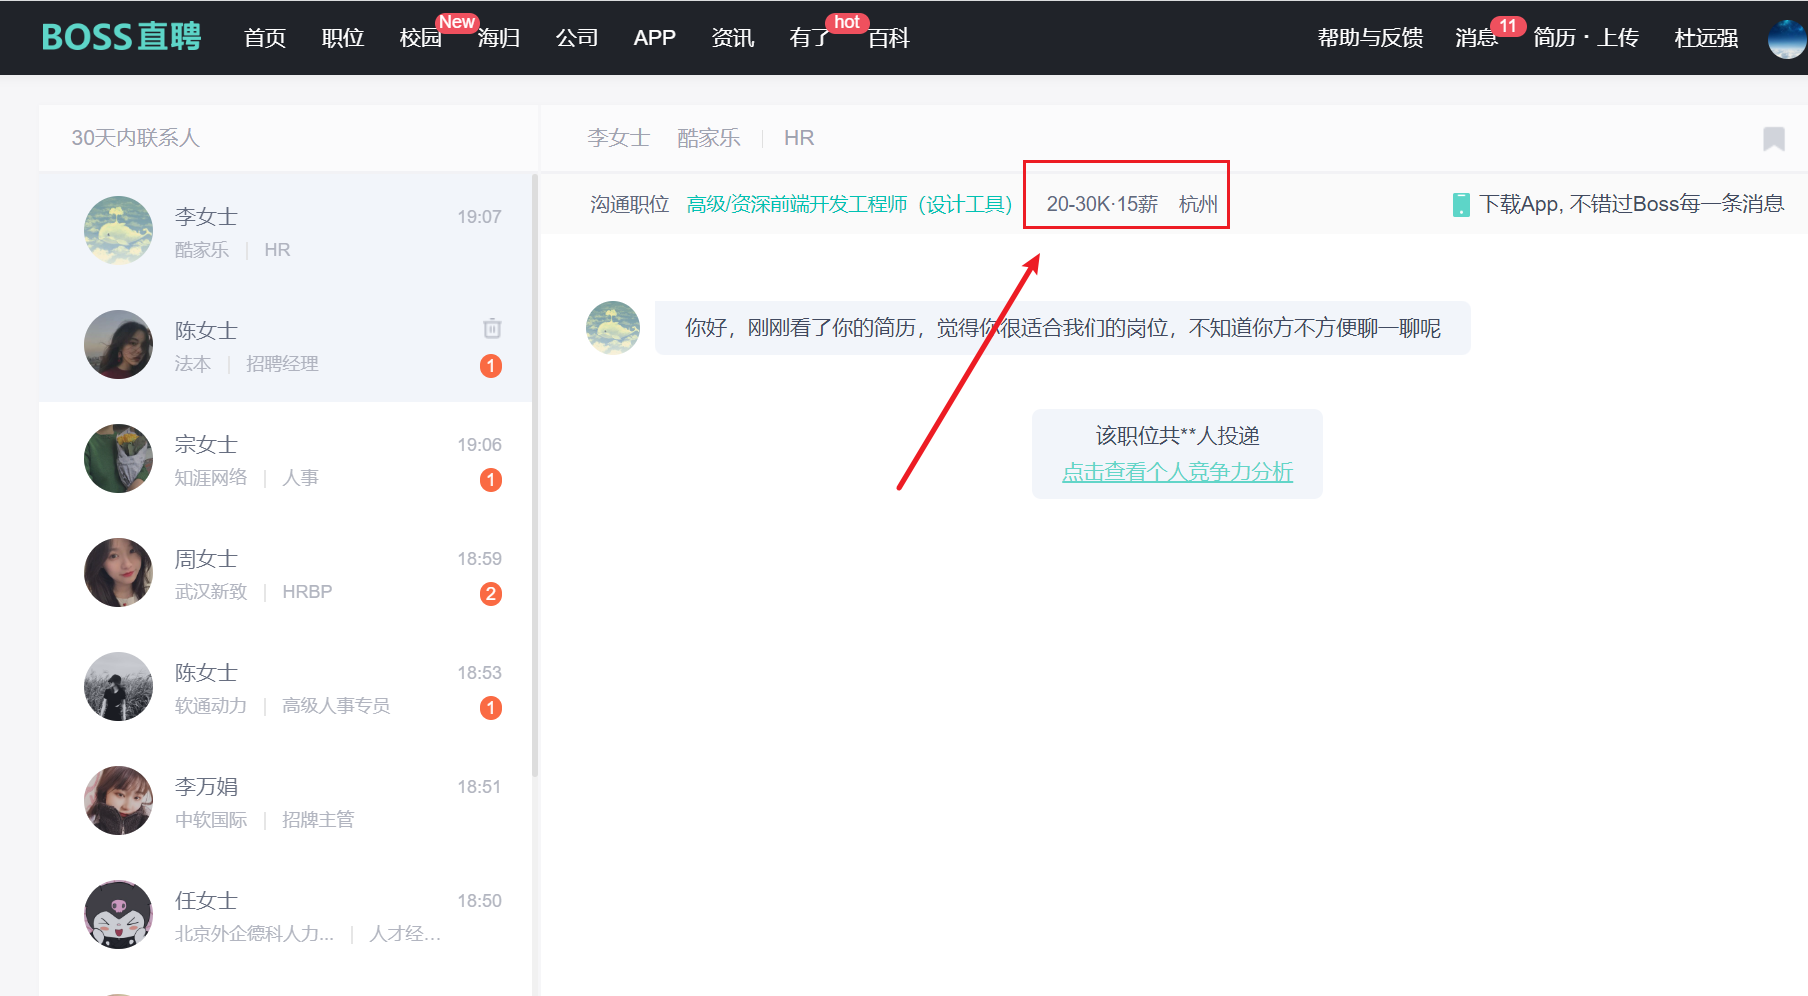 BOSS直聘 首页 职位 校园 New 海归 公司 APP 资讯 有了 hot 百科 帮助与反馈 消息 11 简历·上传 杜远强
30天内联系人
李女士 19:07
酷家乐 | HR
陈女士
法本 | 招聘经理 1
宗女士 19:06
知涯网络 | 人事 1
周女士 18:59
武汉新致 | HRBP 2
陈女士 18:53
软通动力 | 高级人事专员 1
李万娟 18:51
中软国际 | 招牌主管
任女士 18:50
北京外企德科人力... | 人才经...
李女士 酷家乐 | HR
沟通职位 高级/资深前端开发工程师（设计工具） 20-30K·15薪 杭州 下载App, 不错过Boss每一条消息
你好，刚刚看了你的简历，觉得你很适合我们的岗位，不知道你方不方便聊一聊呢
该职位共**人投递
点击查看个人竞争力分析